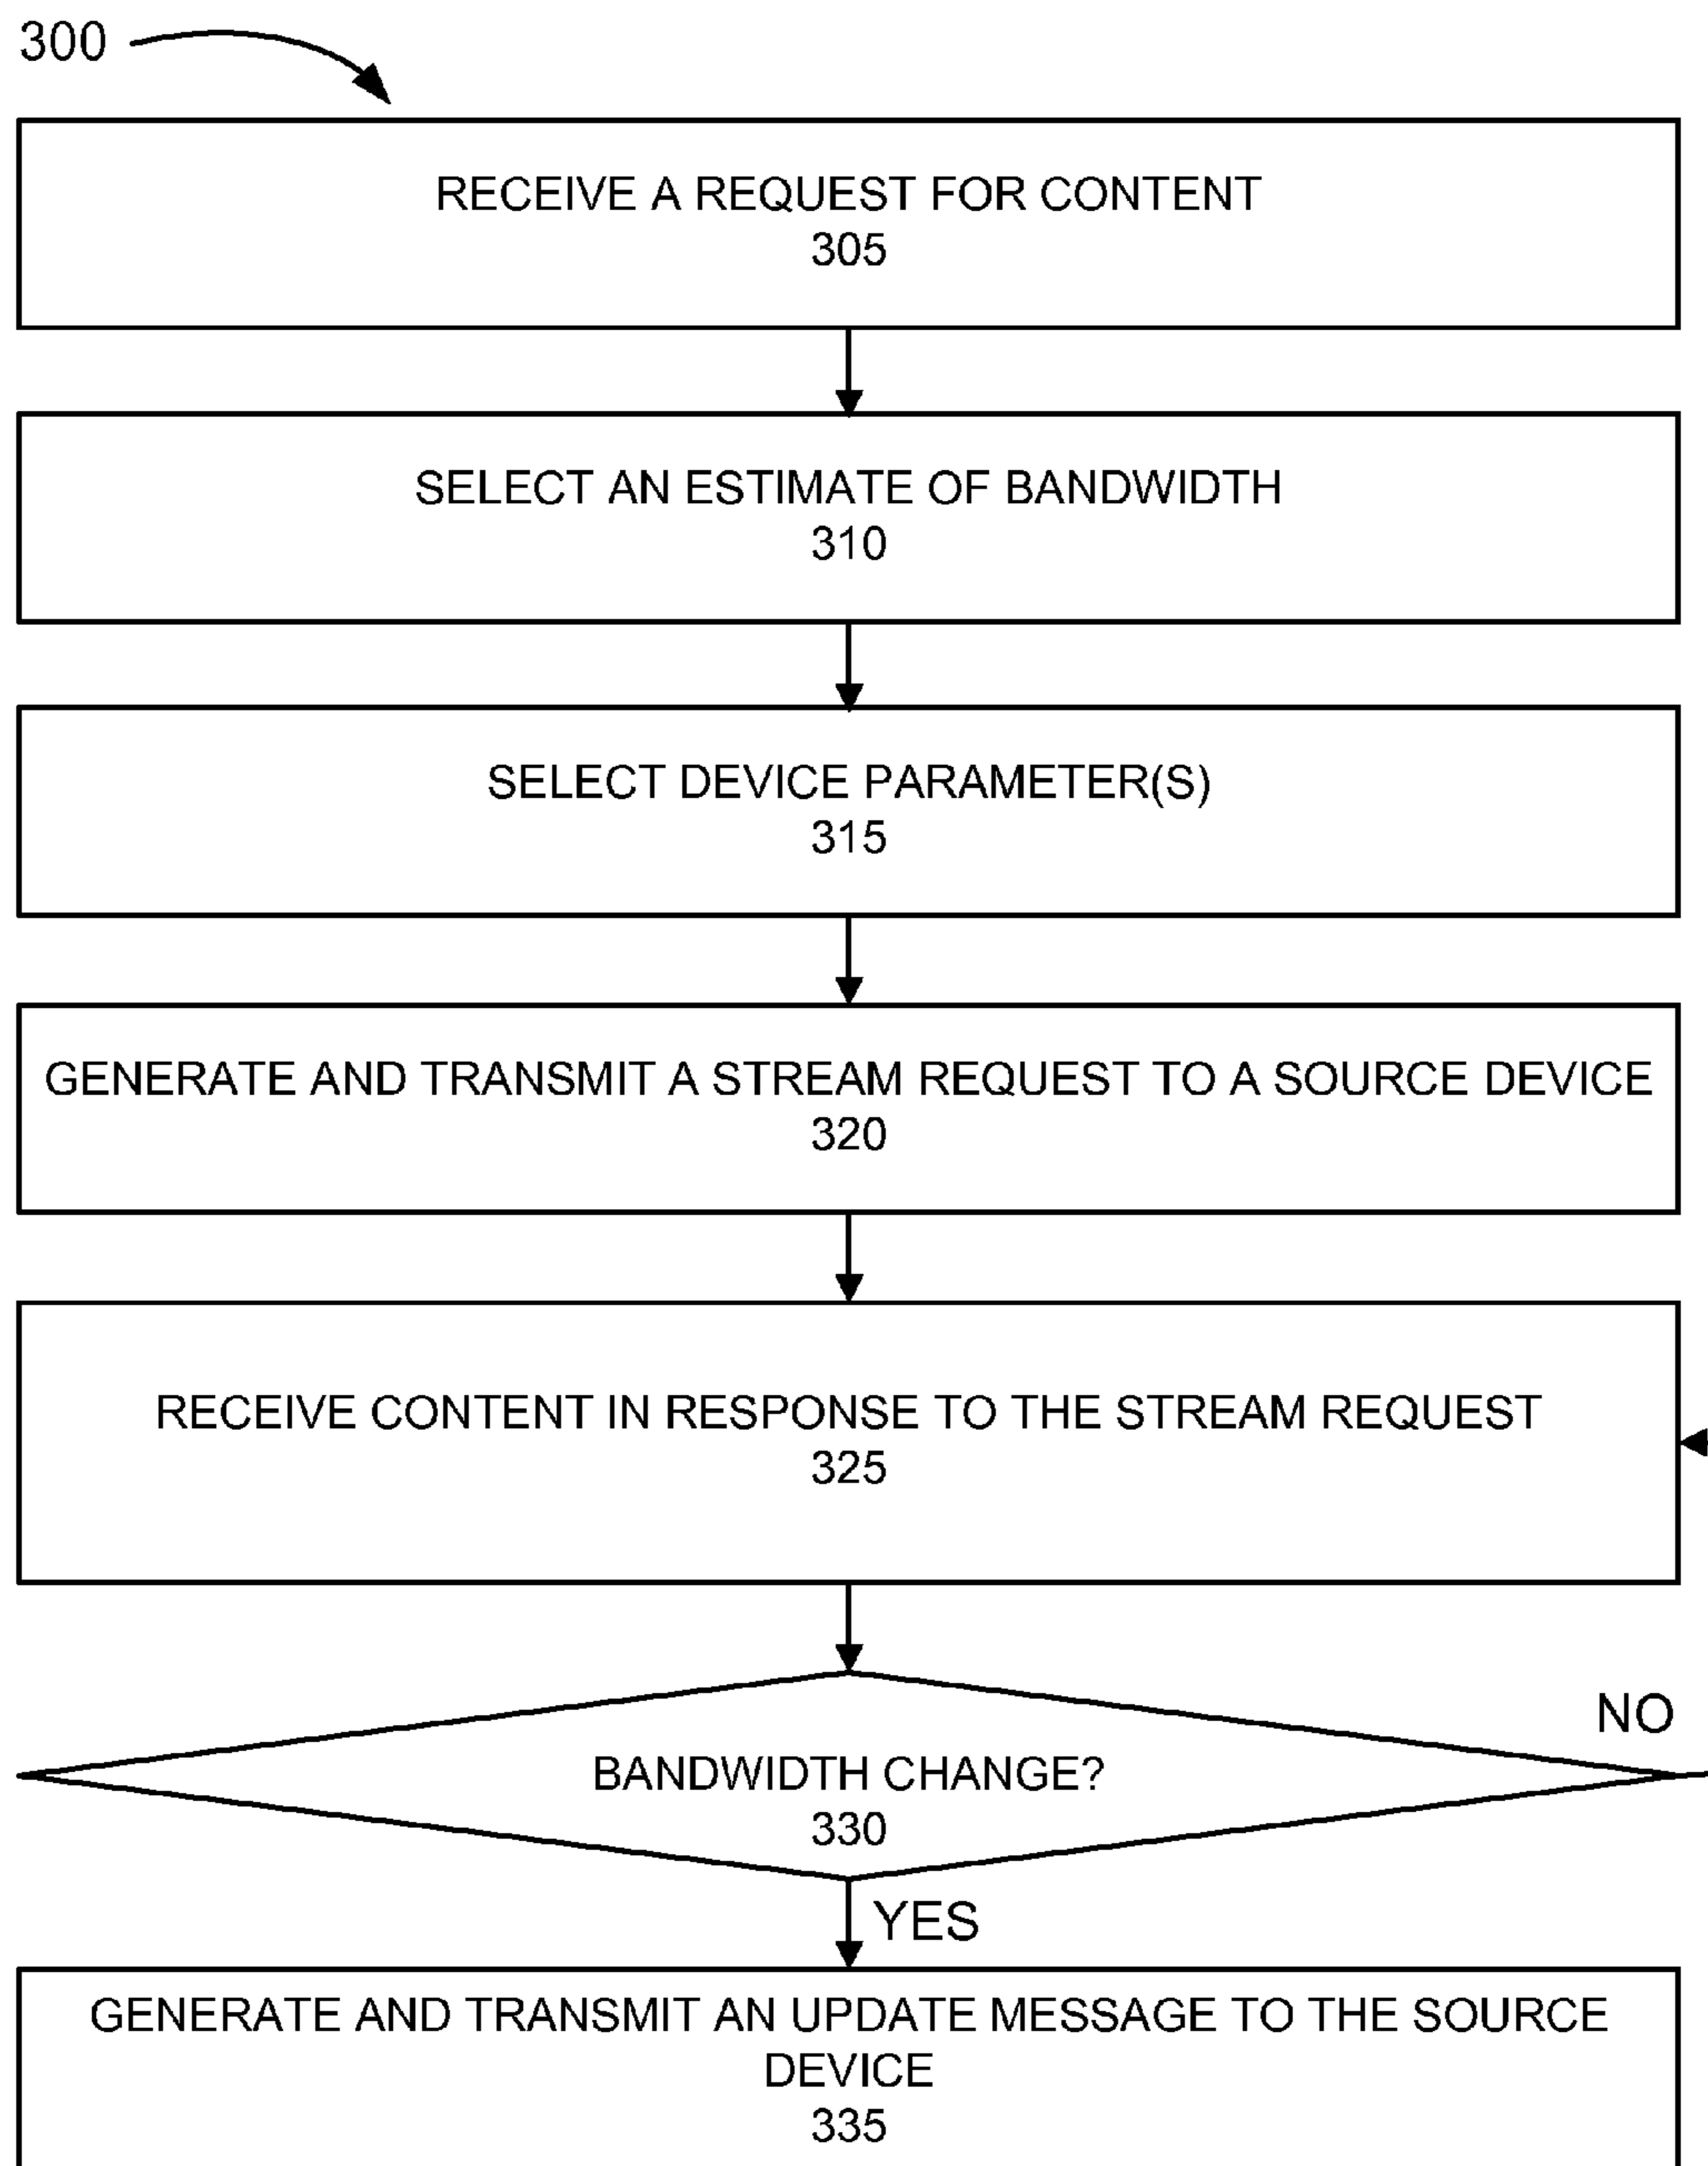 300
RECEIVE A REQUEST FOR CONTENT
305
SELECT AN ESTIMATE OF BANDWIDTH
310
SELECT DEVICE PARAMETER(S)
315
GENERATE AND TRANSMIT A STREAM REQUEST TO A SOURCE DEVICE
320
RECEIVE CONTENT IN RESPONSE TO THE STREAM REQUEST
325
NO
BANDWIDTH CHANGE?
330
YES
GENERATE AND TRANSMIT AN UPDATE MESSAGE TO THE SOURCE
DEVICE
335